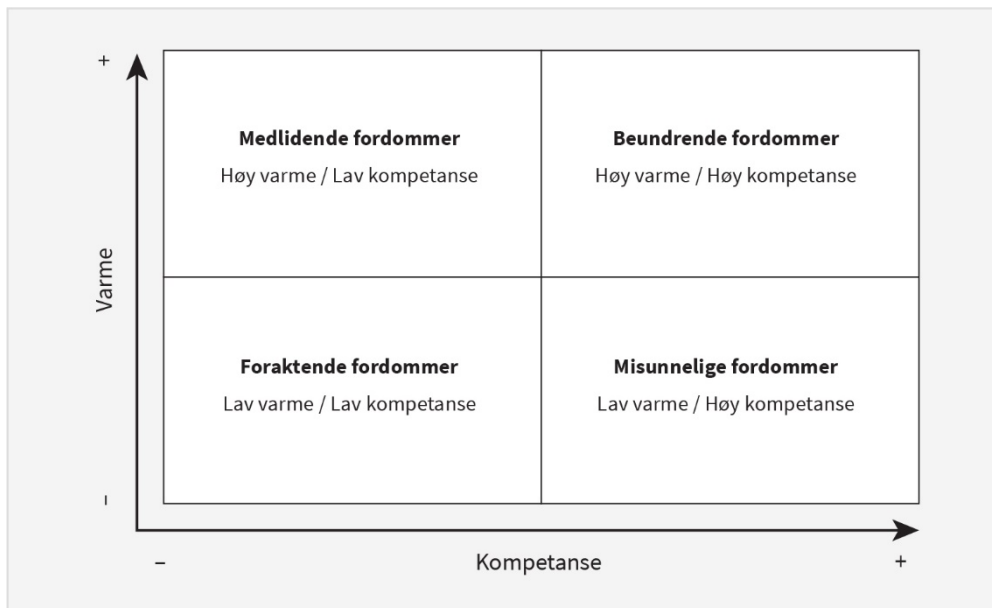 +
Medlidende fordommer
Høy varme / Lav kompetanse
Beundrende fordommer
Høy varme / Høy kompetanse
Varme
Foraktende fordommer
Lav varme / Lav kompetanse
Misunnelige fordommer
Lav varme / Høy kompetanse
–
–
Kompetanse
+